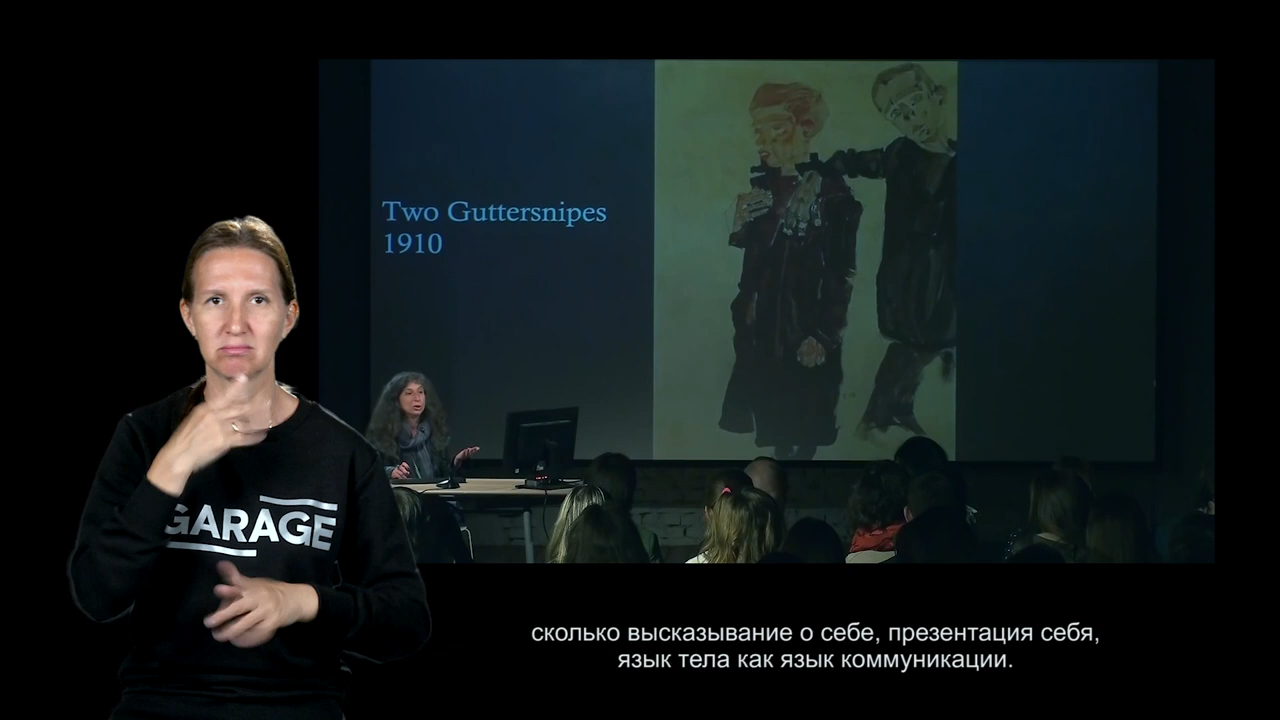 Two Guttersnipes
1910
GARAGE
сколько высказывание о себе, презентация себя,
язык тела как язык коммуникации.